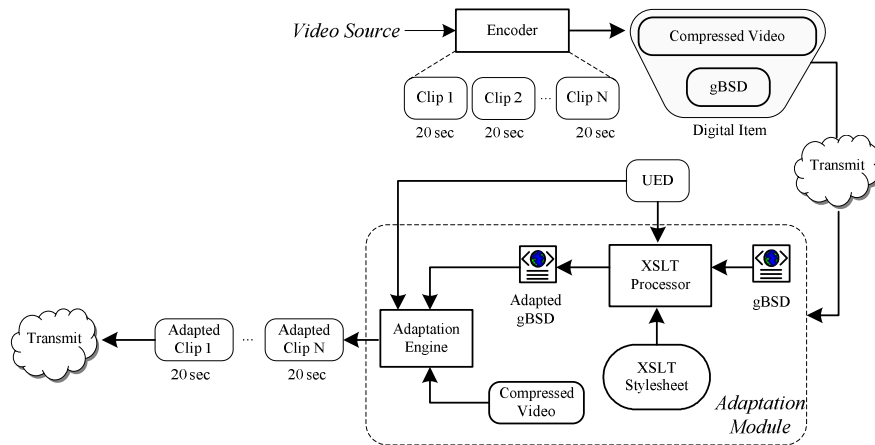 Video Source
Encoder
Compressed Video
gBSD
Digital Item
Clip 1
Clip 2
...
Clip N
20 sec
20 sec
20 sec
Transmit
UED
XSLT
Processor
Adapted
gBSD
gBSD
Adaptation
Engine
XSLT
Stylesheet
Compressed
Video
Adaptation
Module
Transmit
Adapted
Clip 1
...
Adapted
Clip N
20 sec
20 sec